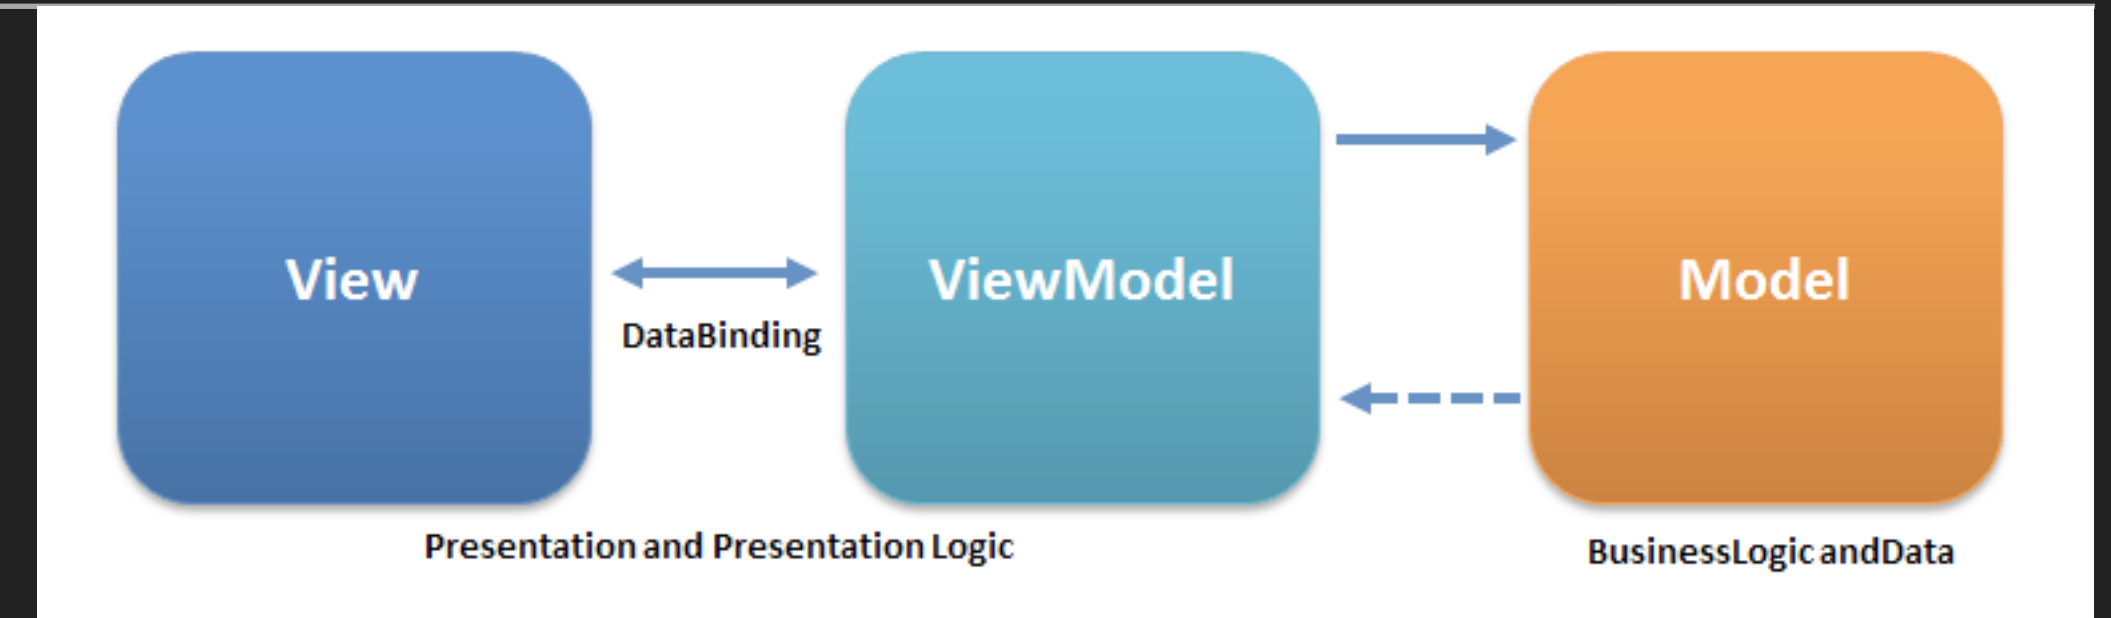 View
ViewModel
Model
DataBinding
Presentation and Presentation Logic
BusinessLogic andData